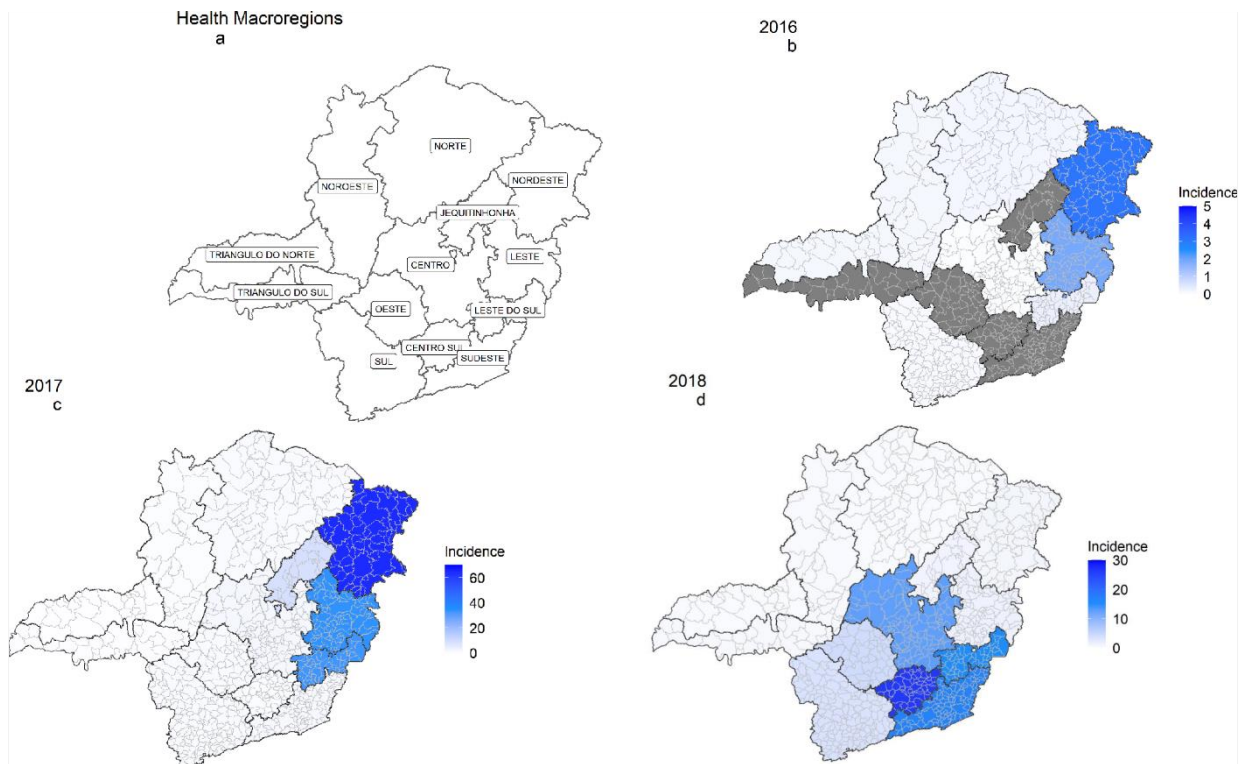 Health Macroregions
a
NORTE
NOROESTE
NORDESTE
JEQUITINHONHA
TRIANGULO DO NORTE
CENTRO
LESTE
TRIANGULO DO SUL
OESTE
LESTE DO SUL
CENTRO SUL
SUL
SUDESTE
2016
b
Incidence
5
4
3
2
1
0
2017
c
Incidence
60
40
20
0
2018
d
Incidence
30
20
10
0